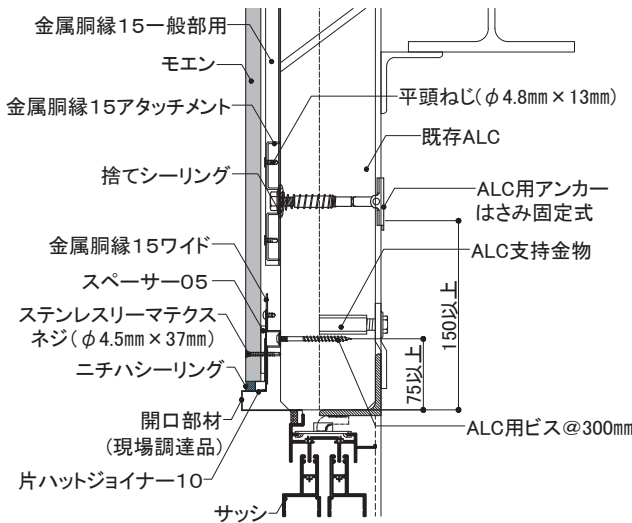 金属胴縁15一般部用
モエン
金属胴縁15アタッチメント
捨てシーリング
金属胴縁15ワイド
スペーサー05
ステンレスリーマテクス
ネジ(φ4.5mm×37mm)
ニチハシーリング
開口部材
(現場調達品)
片ハットジョイナー10
サッシ
平頭ねじ(φ4.8mm×13mm)
既存ALC
ALC用アンカー
はさみ固定式
ALC支持金物
150以上
75以上
ALC用ビス@300mm